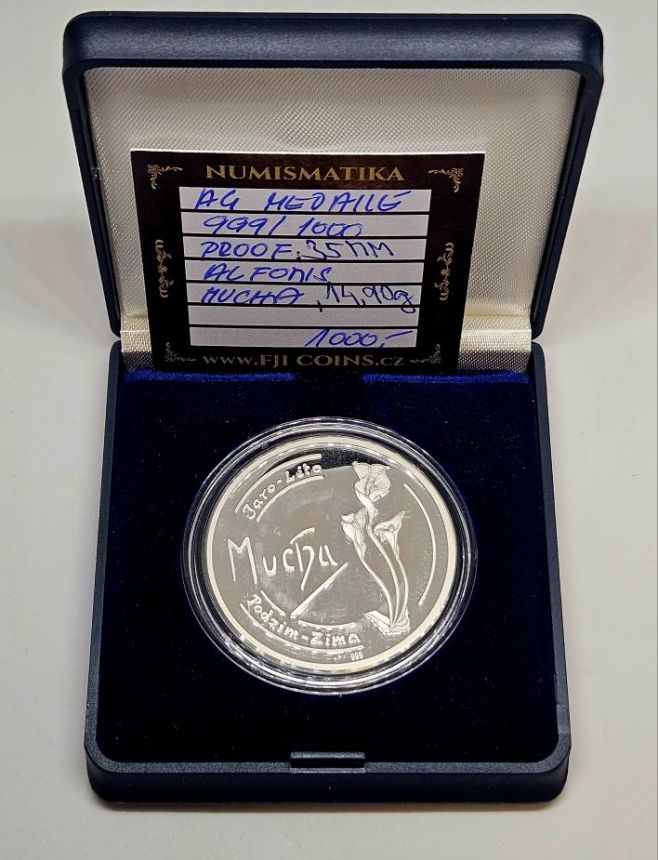 NUMISMATIKA
AG MEDAILE
999/1000
PROOF, 35MM
ALFONS
MUCHA, 14,90g
1000,-
WWW.FJI COINS.CZ
Jaro-Léto
Mucha
Podzim-Zima
999